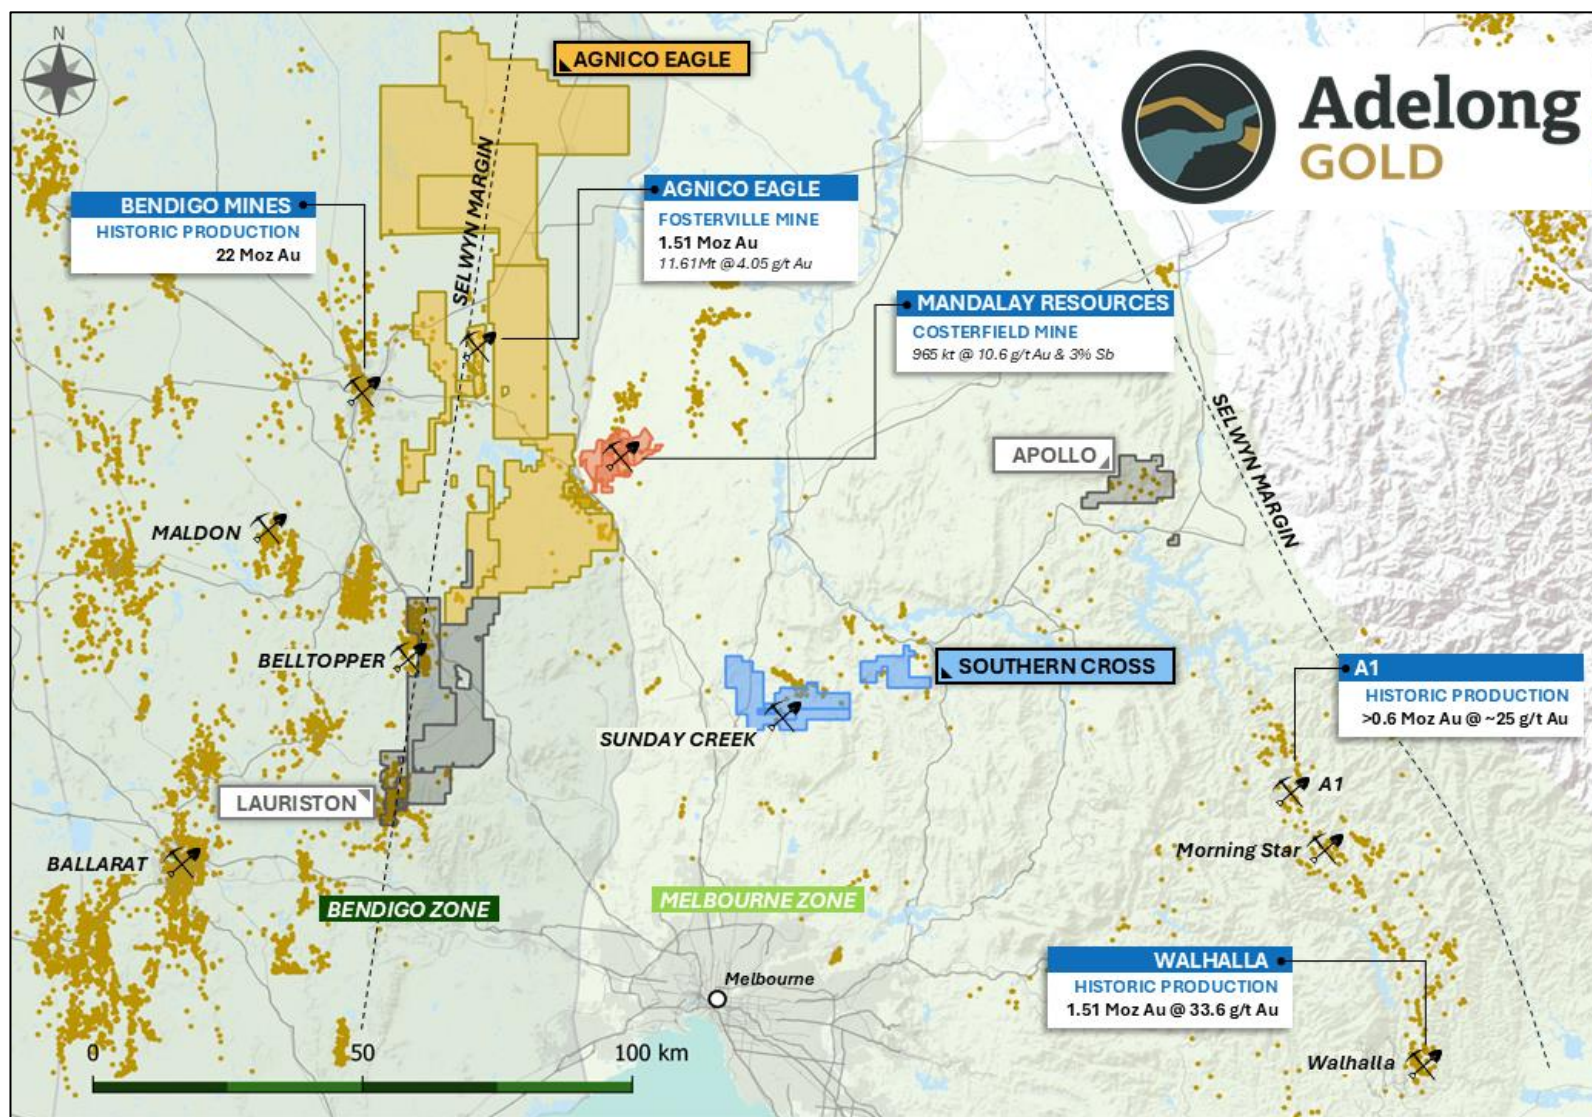 N
AGNICO EAGLE
Adelong
GOLD
SELWYN MARGIN
BENDIGO MINES
HISTORIC PRODUCTION
22 Moz Au
AGNICO EAGLE
FOSTERVILLE MINE
1.51 Moz Au
11.61Mt @ 4.05 g/t Au
MANDALAY RESOURCES
COSTERFIELD MINE
965 kt @ 10.6 g/t Au & 3% Sb
SELWYN MARGIN
APOLLO
MALDON
BELLTOPPER
SOUTHERN CROSS
SUNDAY CREEK
A1
HISTORIC PRODUCTION
>0.6 Moz Au @ ~25 g/t Au
A1
LAURISTON
Morning Star
BALLARAT
BENDIGO ZONE
MELBOURNE ZONE
WALHALLA
HISTORIC PRODUCTION
1.51 Moz Au @ 33.6 g/t Au
Melbourne
Walhalla
0 50 100 km